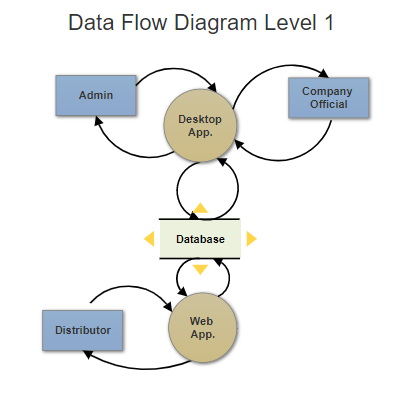 Data Flow Diagram Level 1
Admin
Company
Official
Desktop
App.
Database
Web
App.
Distributor